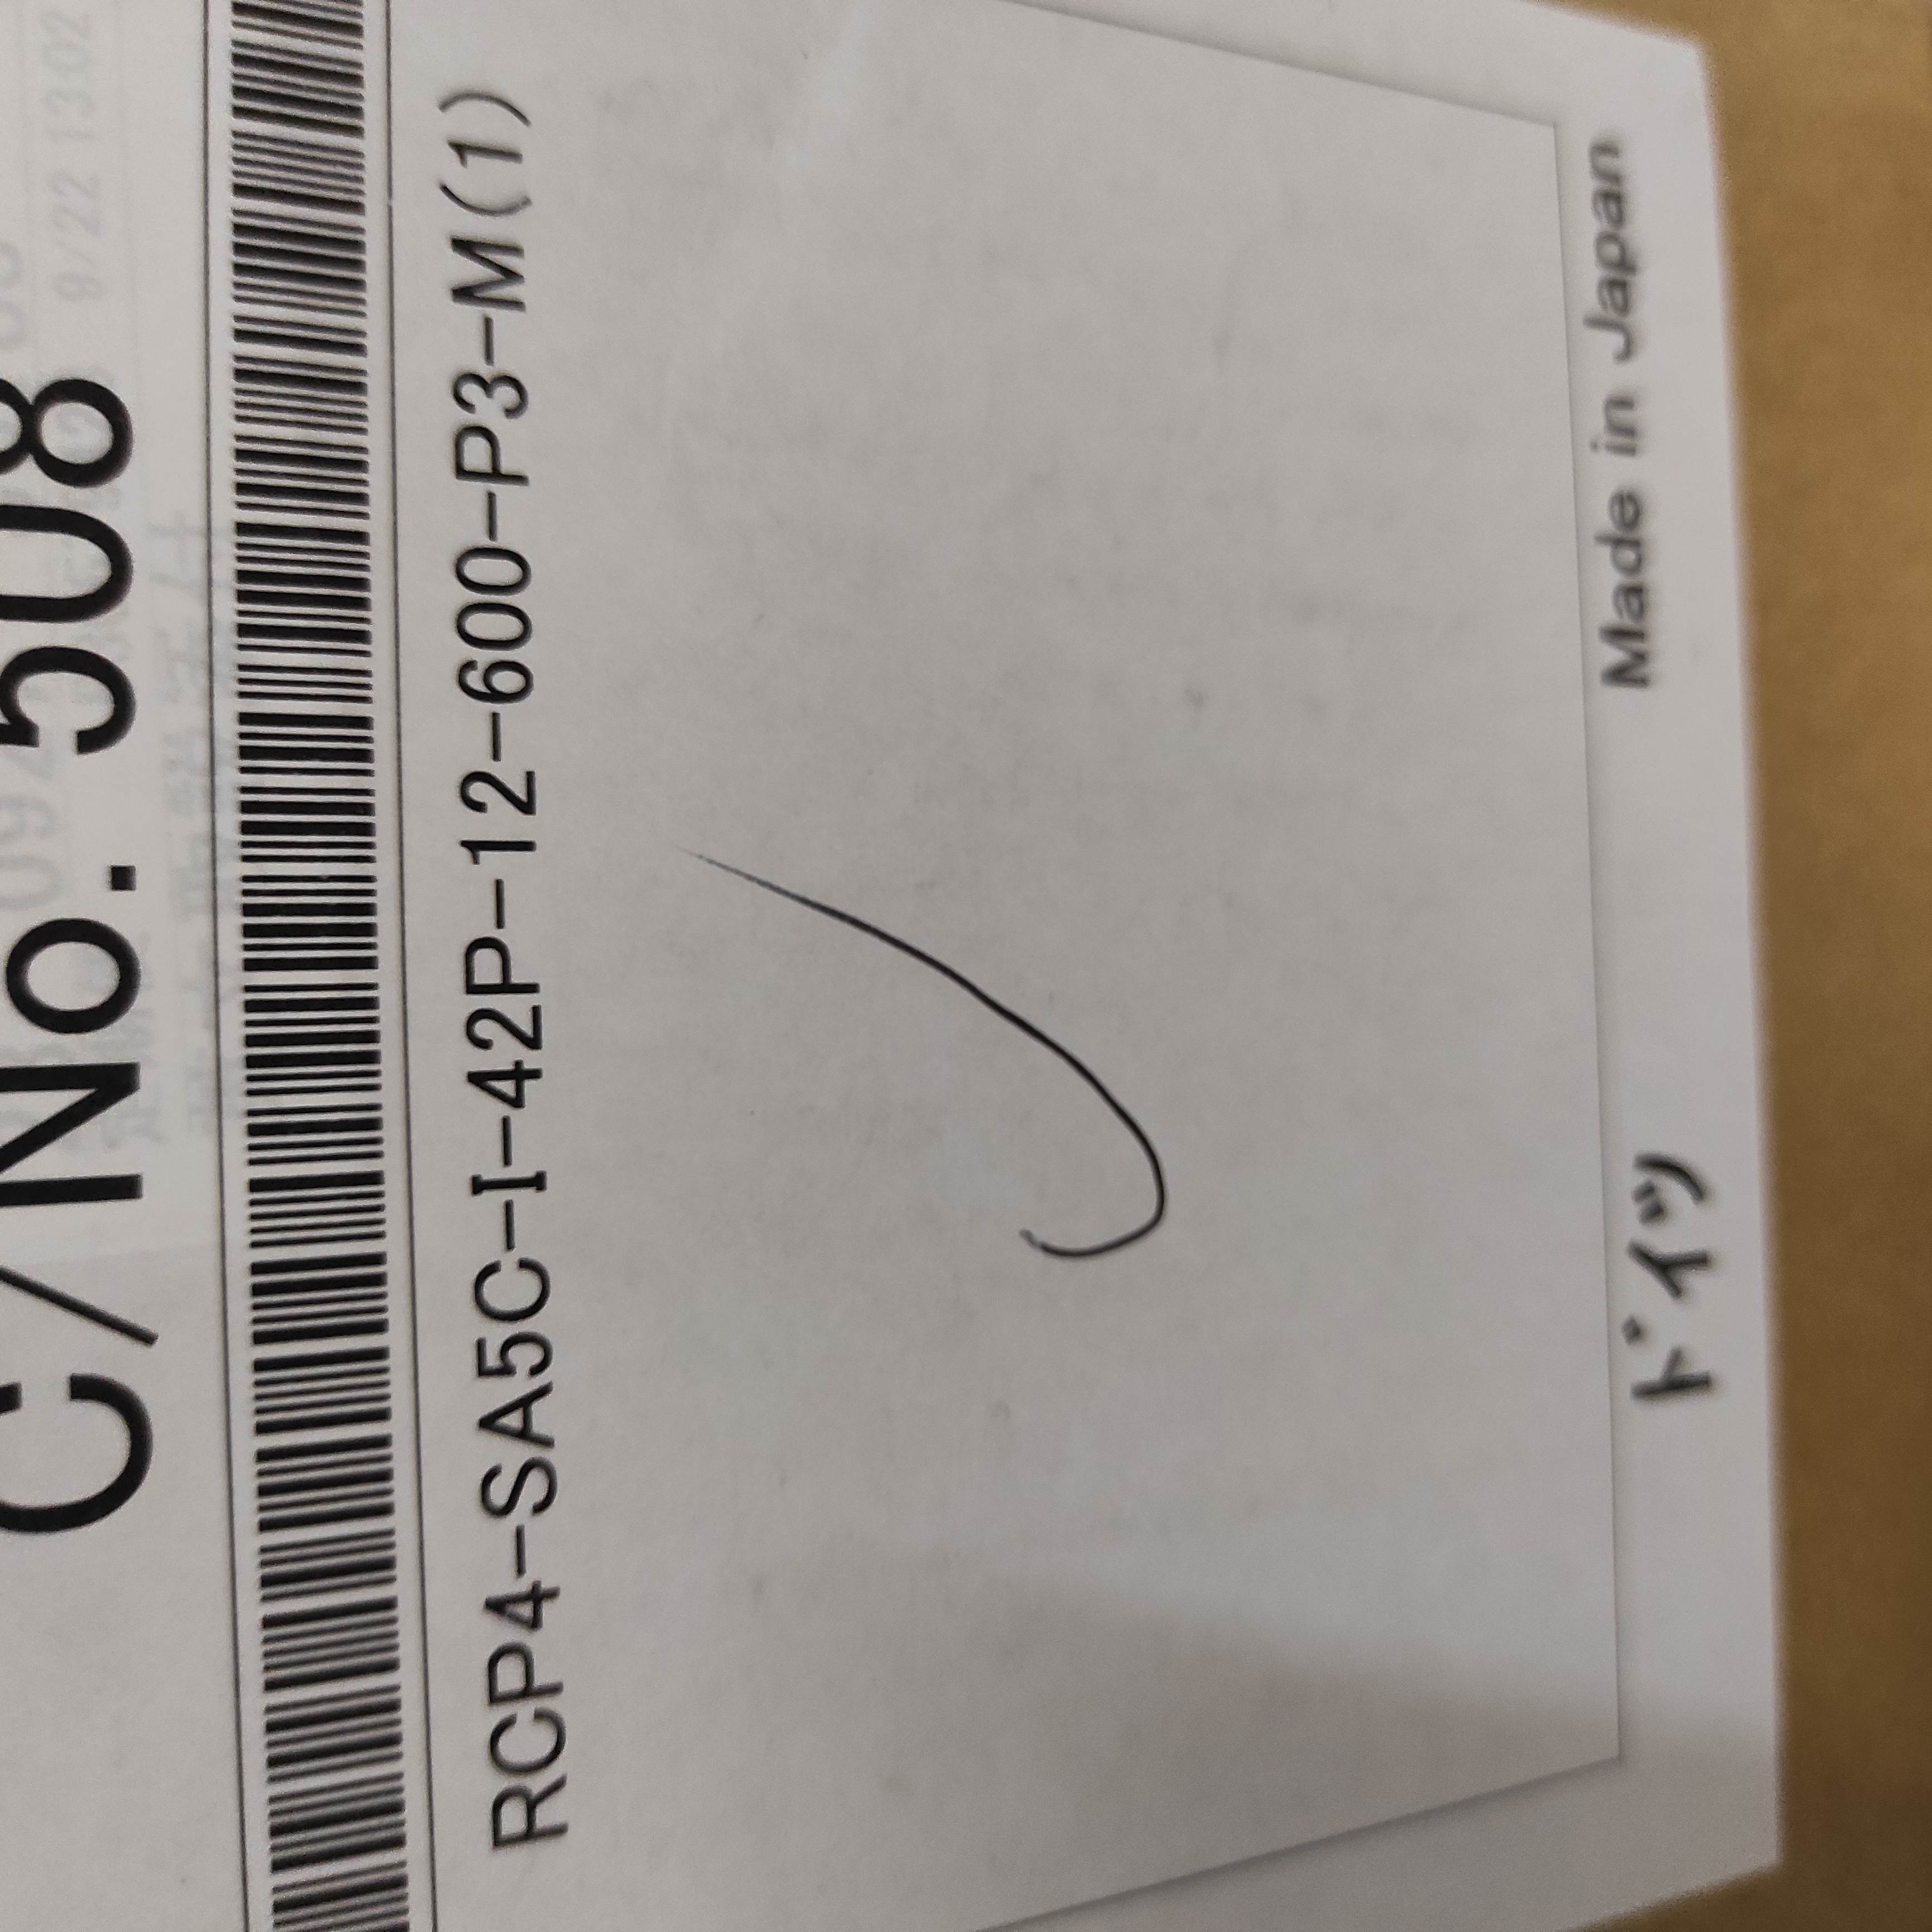 C/No. 508
RCP4-SA5C-I-42P-12-600-P3-M(1)
ドイツ Made in Japan